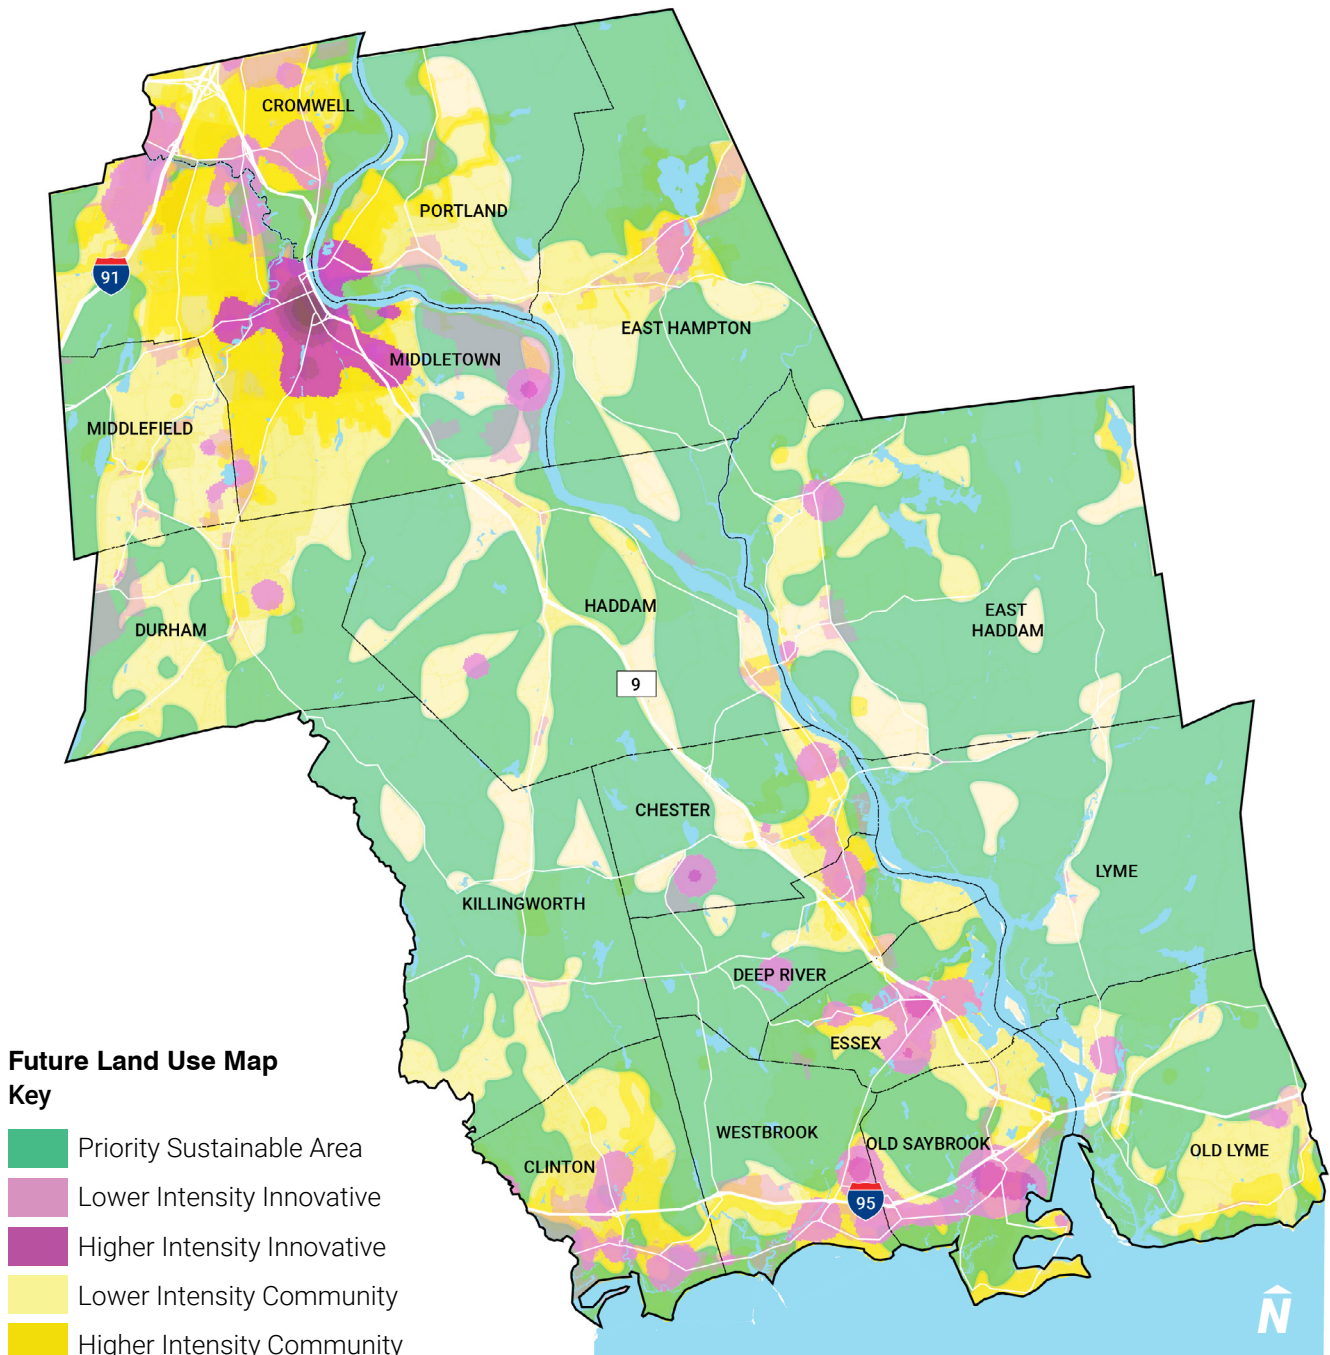 CROMWELL
PORTLAND
91
EAST HAMPTON
MIDDLETOWN
MIDDLEFIELD
HADDAM
EAST
HADDAM
DURHAM
9
CHESTER
LYME
KILLINGWORTH
DEEP RIVER
ESSEX
WESTBROOK
OLD SAYBROOK
OLD LYME
CLINTON
95
N
Future Land Use Map
Key
Priority Sustainable Area
Lower Intensity Innovative
Higher Intensity Innovative
Lower Intensity Community
Higher Intensity Community